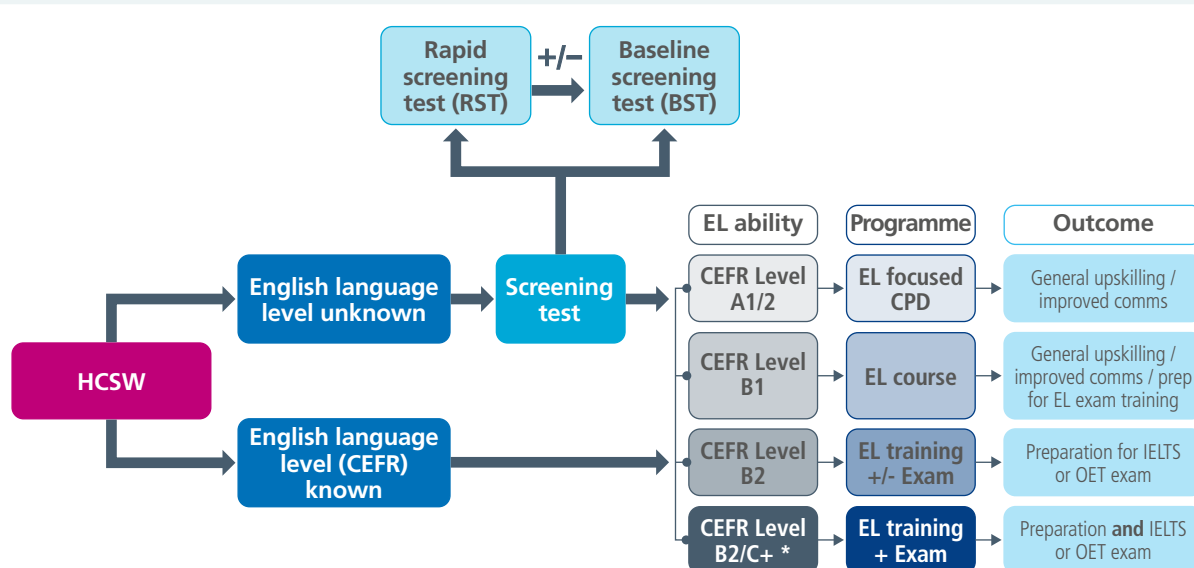 Rapid
screening
test (RST)
+/–
Baseline
screening
test (BST)
EL ability
Programme
Outcome
English language
level unknown
Screening
test
CEFR Level
A1/2
EL focused
CPD
General upskilling /
improved comms
HCSW
CEFR Level
B1
EL course
General upskilling /
improved comms / prep
for EL exam training
English language
level (CEFR)
known
CEFR Level
B2
EL training
+/- Exam
Preparation for IELTS
or OET exam
CEFR Level
B2/C+ *
EL training
+ Exam
Preparation and IELTS
or OET exam